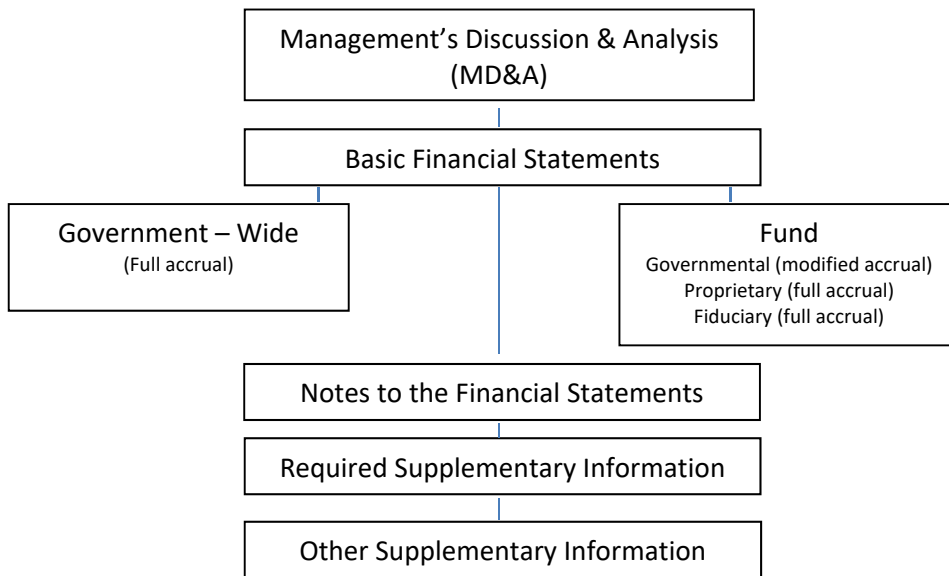 Management’s Discussion & Analysis
(MD&A)
Basic Financial Statements
Government – Wide
(Full accrual)
Fund
Governmental (modified accrual)
Proprietary (full accrual)
Fiduciary (full accrual)
Notes to the Financial Statements
Required Supplementary Information
Other Supplementary Information